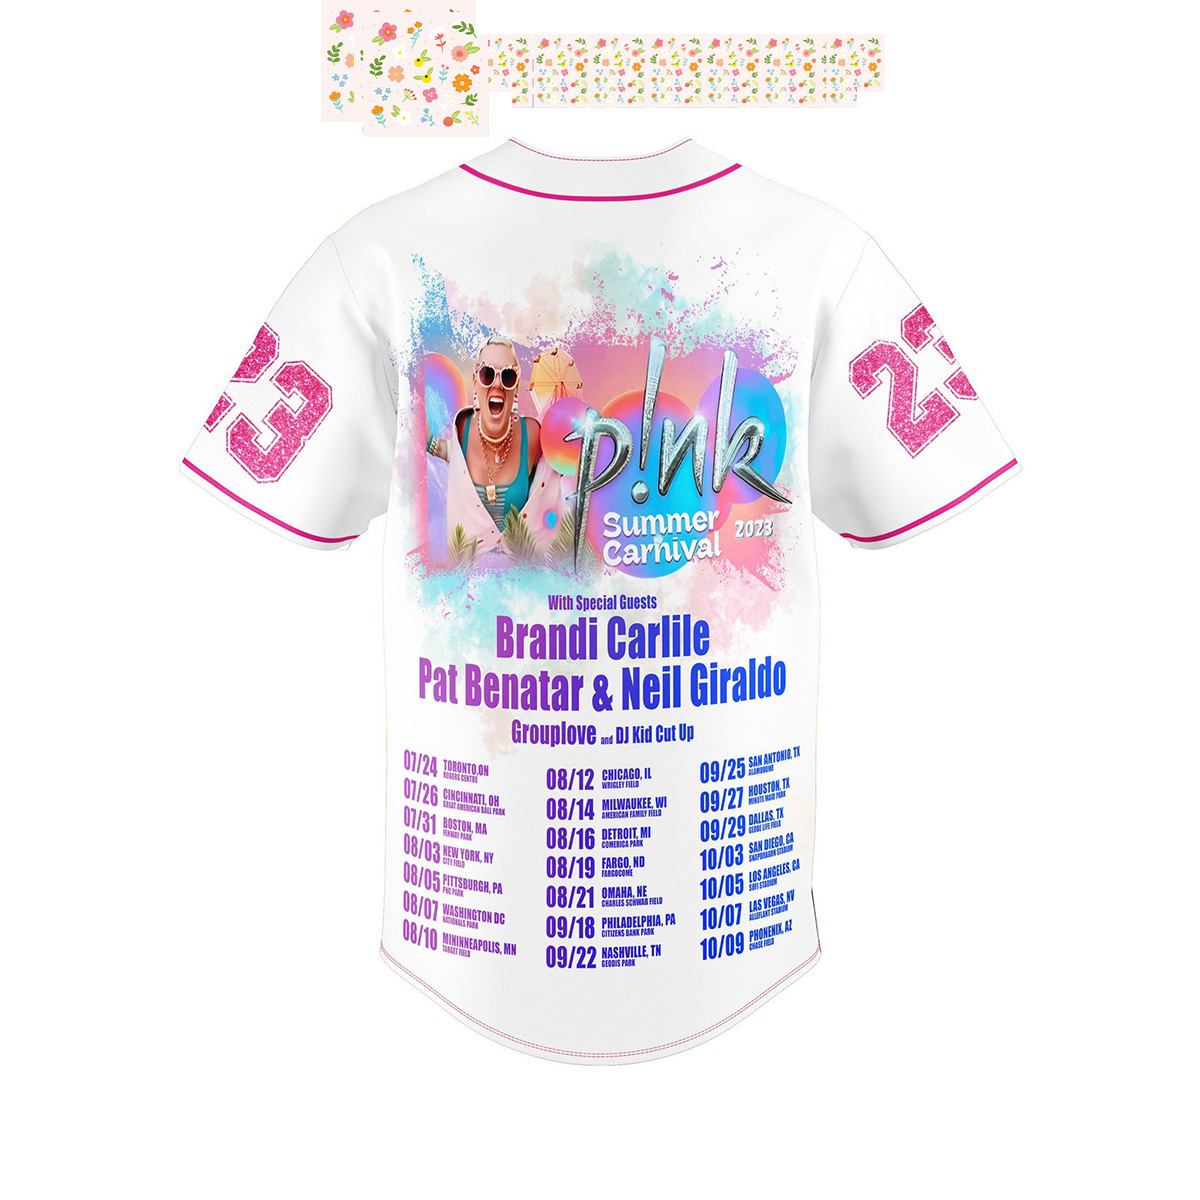 23
23
p!nk
Summer
Carnival
2023
With Special Guests
Brandi Carlile
Pat Benatar & Neil Giraldo
Grouplove and DJ Kid Cut Up
07/24 TORONTO,ON
ROGERS CENTRE
07/26 CINCINNATI, OH
GREAT AMERICAN BALL PARK
07/31 BOSTON, MA
FENWAY PARK
08/03 NEW YORK, NY
CITY FIELD
08/05 PITTSBURGH, PA
PNC PARK
08/07 WASHINGTON DC
NATIONALS PARK
08/10 MININNEAPOLIS, MN
TARGET FIELD
08/12 CHICAGO, IL
WRIGLEY FIELD
08/14 MILWAUKEE, WI
AMERICAN FAMILY FIELD
08/16 DETROIT, MI
COMERICA PARK
08/19 FARGO, ND
FARGODOME
08/21 OMAHA, NE
CHARLES SCHWAB FIELD
09/18 PHILADELPHIA, PA
CITIZENS BANK PARK
09/22 NASHVILLE, TN
GEODIS PARK
09/25 SAN ANTONIO, TX
ALAMODOME
09/27 HOUSTON, TX
MINUTE MAID PARK
09/29 DALLAS, TX
GLOBE LIFE FIELD
10/03 SAN DIEGO, CA
SNAPDRAGON STADIUM
10/05 LOS ANGELES, CA
SOFI STADIUM
10/07 LAS VEGAS, NV
ALLEFLANT STADIUM
10/09 PHONENIX, AZ
CHASE FIELD